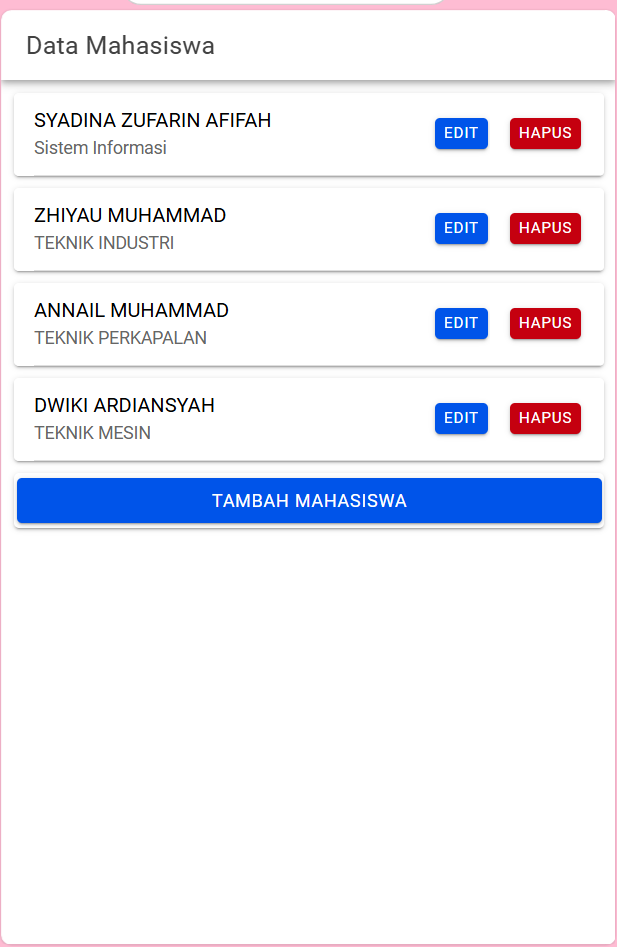 Data Mahasiswa
SYADINA ZUFARIN AFIFAH
Sistem Informasi
EDIT
HAPUS
ZHIYAU MUHAMMAD
TEKNIK INDUSTRI
EDIT
HAPUS
ANNAIL MUHAMMAD
TEKNIK PERKAPALAN
EDIT
HAPUS
DWIKI ARDIANSYAH
TEKNIK MESIN
EDIT
HAPUS
TAMBAH MAHASISWA